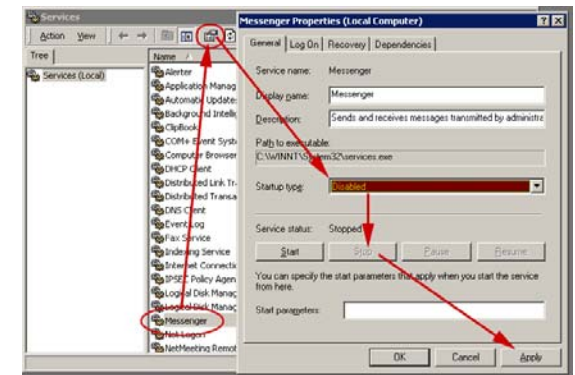 Services
Action View
Tree
Services (Local)
Name
Alerter
Application Manag
Automatic Update
Background Intelli
ClipBook
COM+ Event Syst
Computer Browser
DHCP Client
Distributed Link Tr
Distributed Transa
DNS Client
Event Log
Fax Service
Indexing Service
Internet Connecti
IPSEC Policy Agen
Logical Disk Manag
Logical Disk Manag
Messenger
Net Logon
NetMeeting Remot
Messenger Properties (Local Computer)
General Log On Recovery Dependencies
Service name: Messenger
Display name: Messenger
Description: Sends and receives messages transmitted by administra
Path to executable:
C:\WINNT\System32\services.exe
Startup type: Disabled
Service status: Stopped
Start Stop Pause Resume
You can specify the start parameters that apply when you start the service
from here.
Start parameters:
OK Cancel Apply